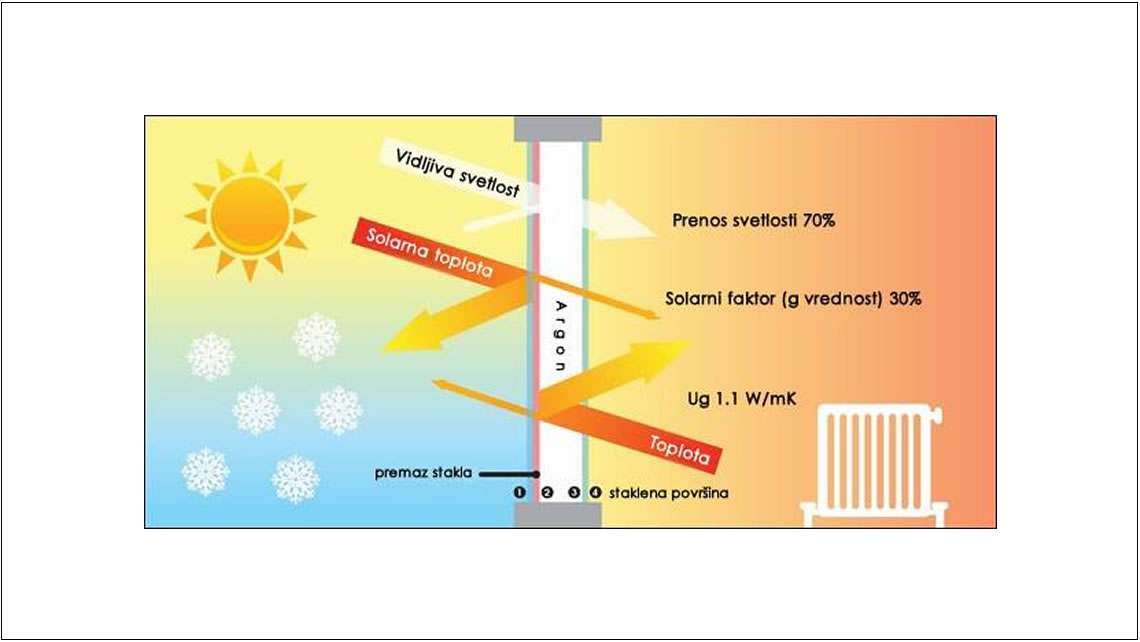 Vidljiva svetlost
Prenos svetlosti 70%
Solarna toplota
Solarni faktor (g vrednost) 30%
Argon
Ug 1.1 W/mK
Toplota
premaz stakla
1 2 3 4 staklena površina